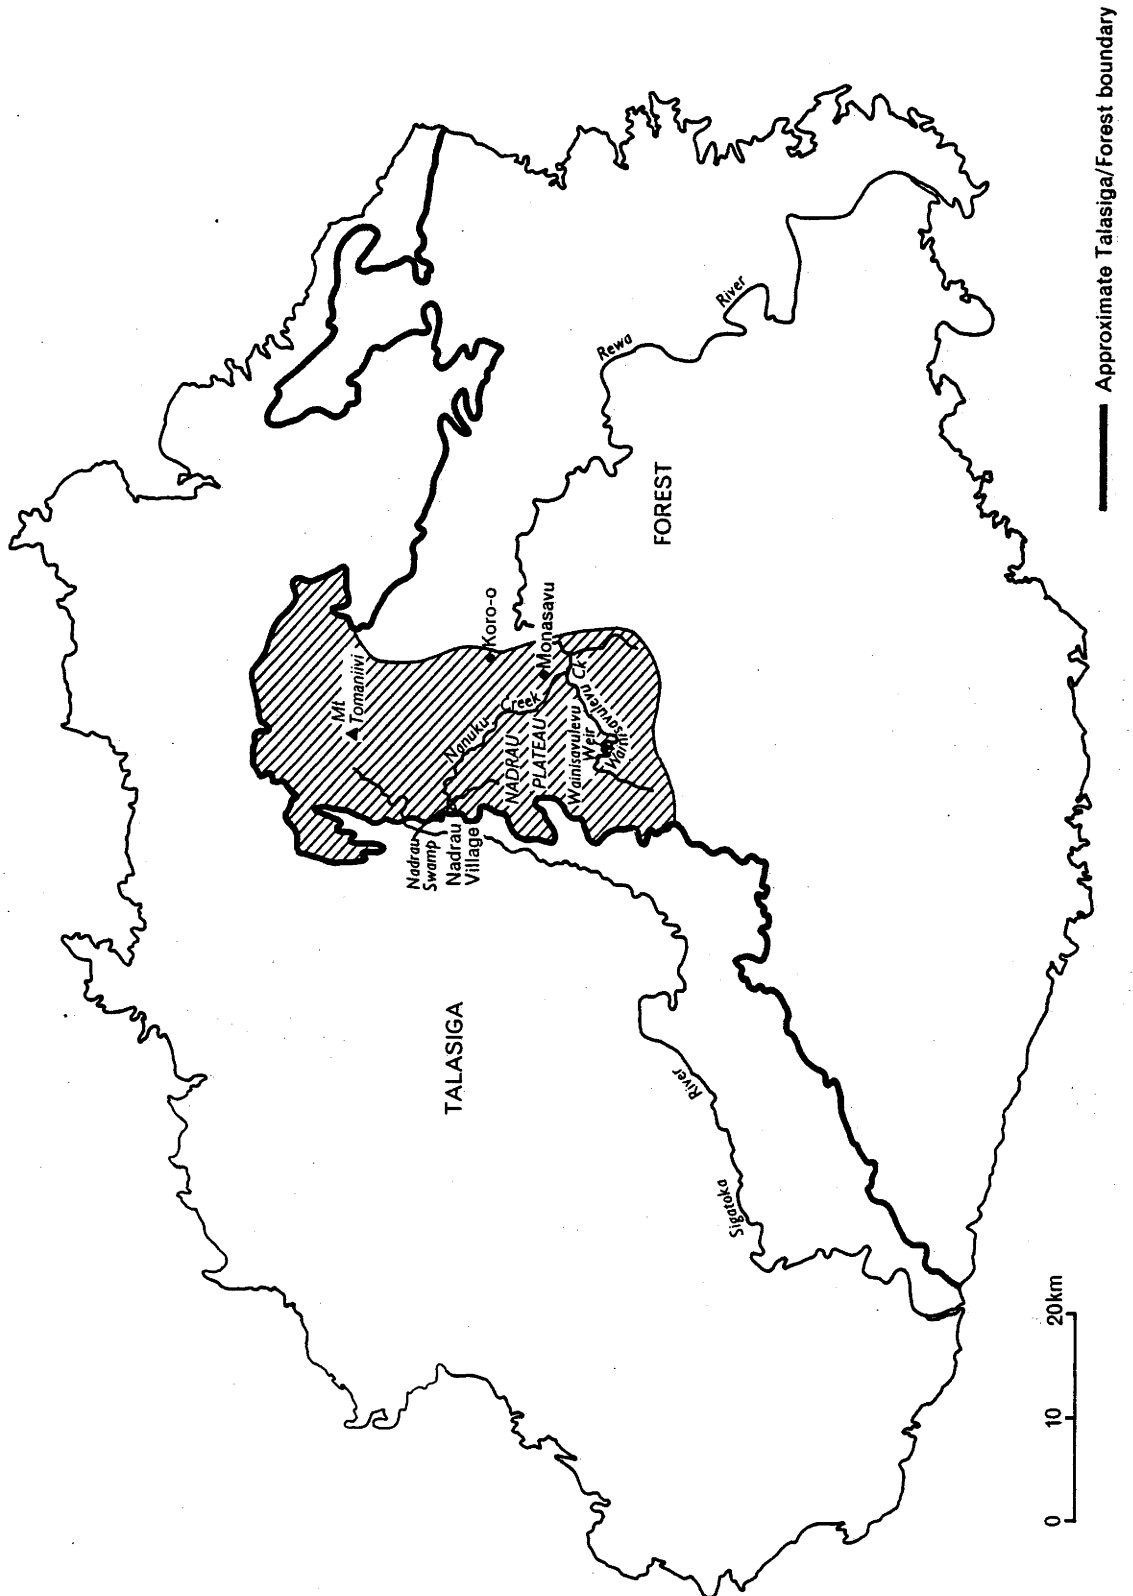 Mt
Tomaniivi
Koro-o
Monasavu
Nanuku
Creek
NADRAU
PLATEAU
Wainisavulevu
Weir
Wainisavulevu Ck
Nadrau
Swamp
Nadrau
Village
TALASIGA
FOREST
Rewa
River
Sigatoka
River
0
10
20km
Approximate Talasiga/Forest boundary